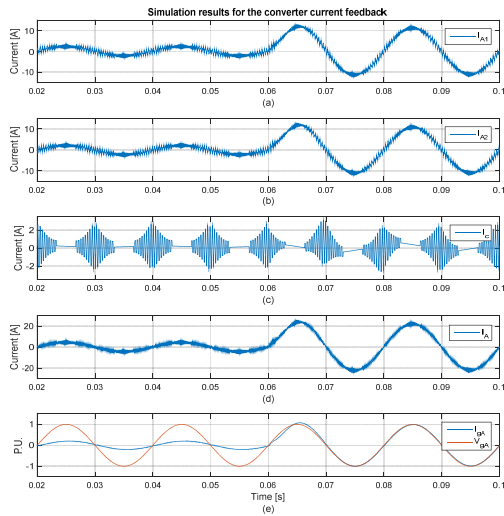 Simulation results for the converter current feedback
Current [A]
10
0
-10
I_A1
0.02 0.03 0.04 0.05 0.06 0.07 0.08 0.09 0.1
(a)
Current [A]
10
0
-10
I_A2
0.02 0.03 0.04 0.05 0.06 0.07 0.08 0.09 0.1
(b)
Current [A]
2
0
-2
I_c
0.02 0.03 0.04 0.05 0.06 0.07 0.08 0.09 0.1
(c)
Current [A]
20
0
-20
I_A
0.02 0.03 0.04 0.05 0.06 0.07 0.08 0.09 0.1
(d)
P.U.
1
0
-1
I_gA
V_gA
0.02 0.03 0.04 0.05 0.06 0.07 0.08 0.09 0.1
Time [s]
(e)